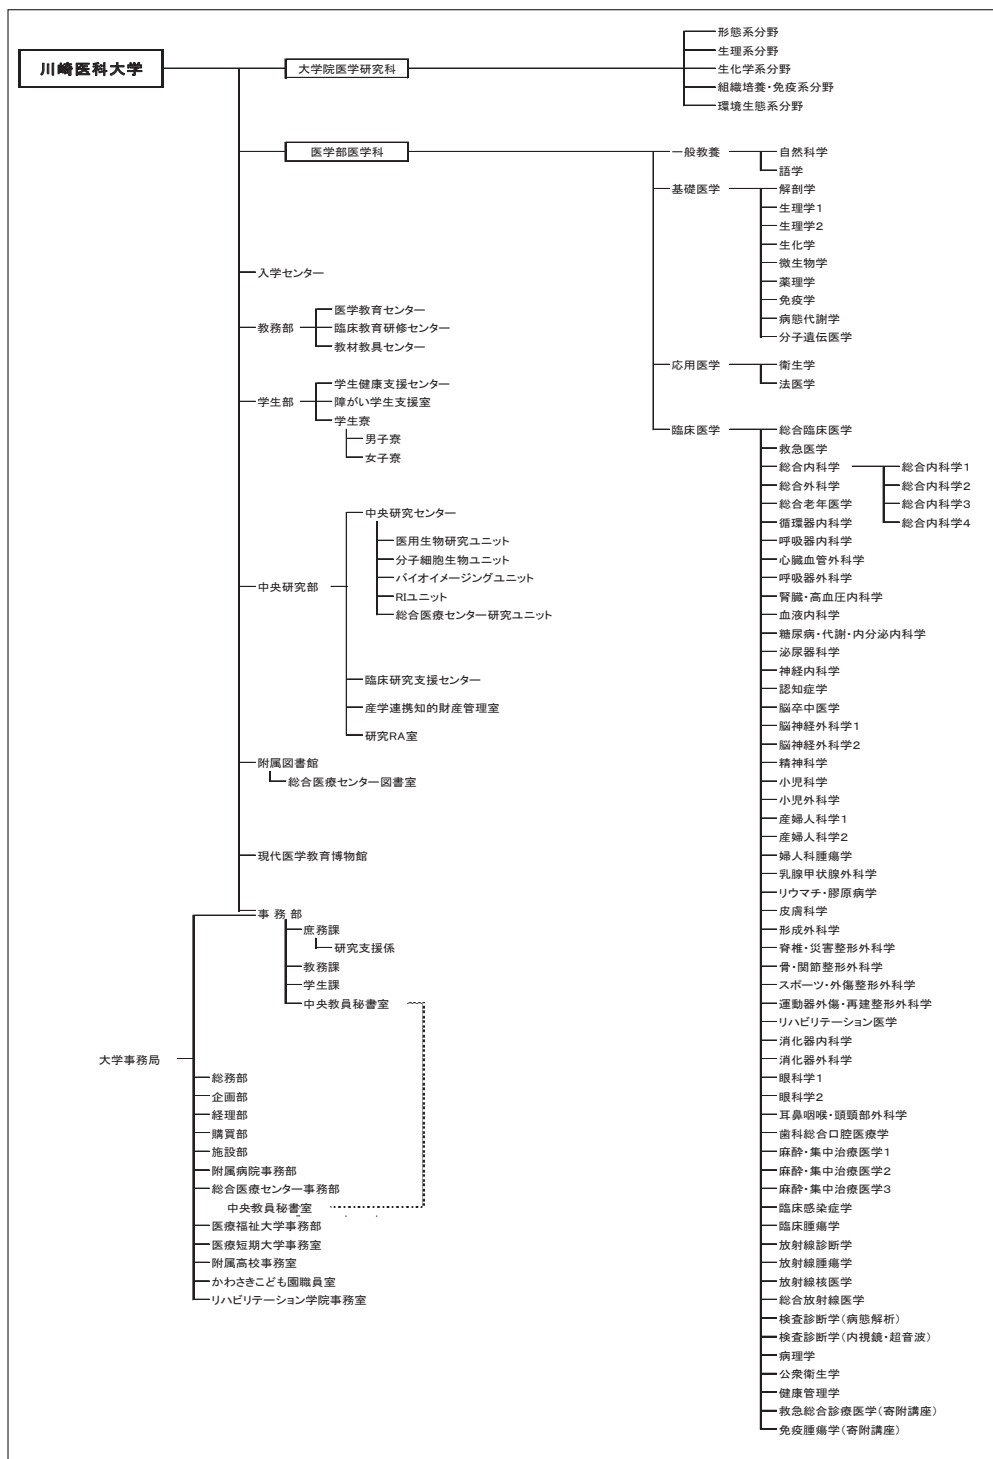 川崎医科大学
大学院医学研究科
形態系分野
生理系分野
生化学系分野
組織培養・免疫系分野
環境生態系分野
医学部医学科
一般教養
自然科学
語学
基礎医学
解剖学
生理学1
生理学2
生化学
微生物学
薬理学
免疫学
病態代謝学
分子遺伝医学
応用医学
衛生学
法医学
臨床医学
総合臨床医学
救急医学
総合内科学
総合内科学1
総合内科学2
総合内科学3
総合内科学4
総合外科学
総合老年医学
循環器内科学
呼吸器内科学
心臓血管外科学
呼吸器外科学
腎臓・高血圧内科学
血液内科学
糖尿病・代謝・内分泌内科学
泌尿器科学
神経内科学
認知症学
脳卒中医学
脳神経外科学1
脳神経外科学2
精神科学
小児科学
小児外科学
産婦人科学1
産婦人科学2
婦人科腫瘍学
乳腺甲状腺外科学
リウマチ・膠原病学
皮膚科学
形成外科学
脊椎・災害整形外科学
骨・関節整形外科学
スポーツ・外傷整形外科学
運動器外傷・再建整形外科学
リハビリテーション医学
消化器内科学
消化器外科学
眼科学1
眼科学2
耳鼻咽喉・頭頸部外科学
歯科総合口腔医療学
麻酔・集中治療医学1
麻酔・集中治療医学2
麻酔・集中治療医学3
臨床感染症学
臨床腫瘍学
放射線診断学
放射線腫瘍学
放射線核医学
総合放射線医学
検査診断学(病態解析)
検査診断学(内視鏡・超音波)
病理学
公衆衛生学
健康管理学
救急総合診療医学(寄附講座)
免疫腫瘍学(寄附講座)
入学センター
教務部
医学教育センター
臨床教育研修センター
教材教具センター
学生部
学生健康支援センター
障がい学生支援室
学生寮
男子寮
女子寮
中央研究部
中央研究センター
医用生物研究ユニット
分子細胞生物ユニット
バイオイメージングユニット
RIユニット
総合医療センター研究ユニット
臨床研究支援センター
産学連携知的財産管理室
研究RA室
附属図書館
総合医療センター図書室
現代医学教育博物館
事務部
庶務課
研究支援係
教務課
学生課
中央教員秘書室
大学事務局
総務部
企画部
経理部
購買部
施設部
附属病院事務部
総合医療センター事務部
中央教員秘書室
医療福祉大学事務部
医療短期大学事務室
附属高校事務室
かわさきこども園職員室
リハビリテーション学院事務室